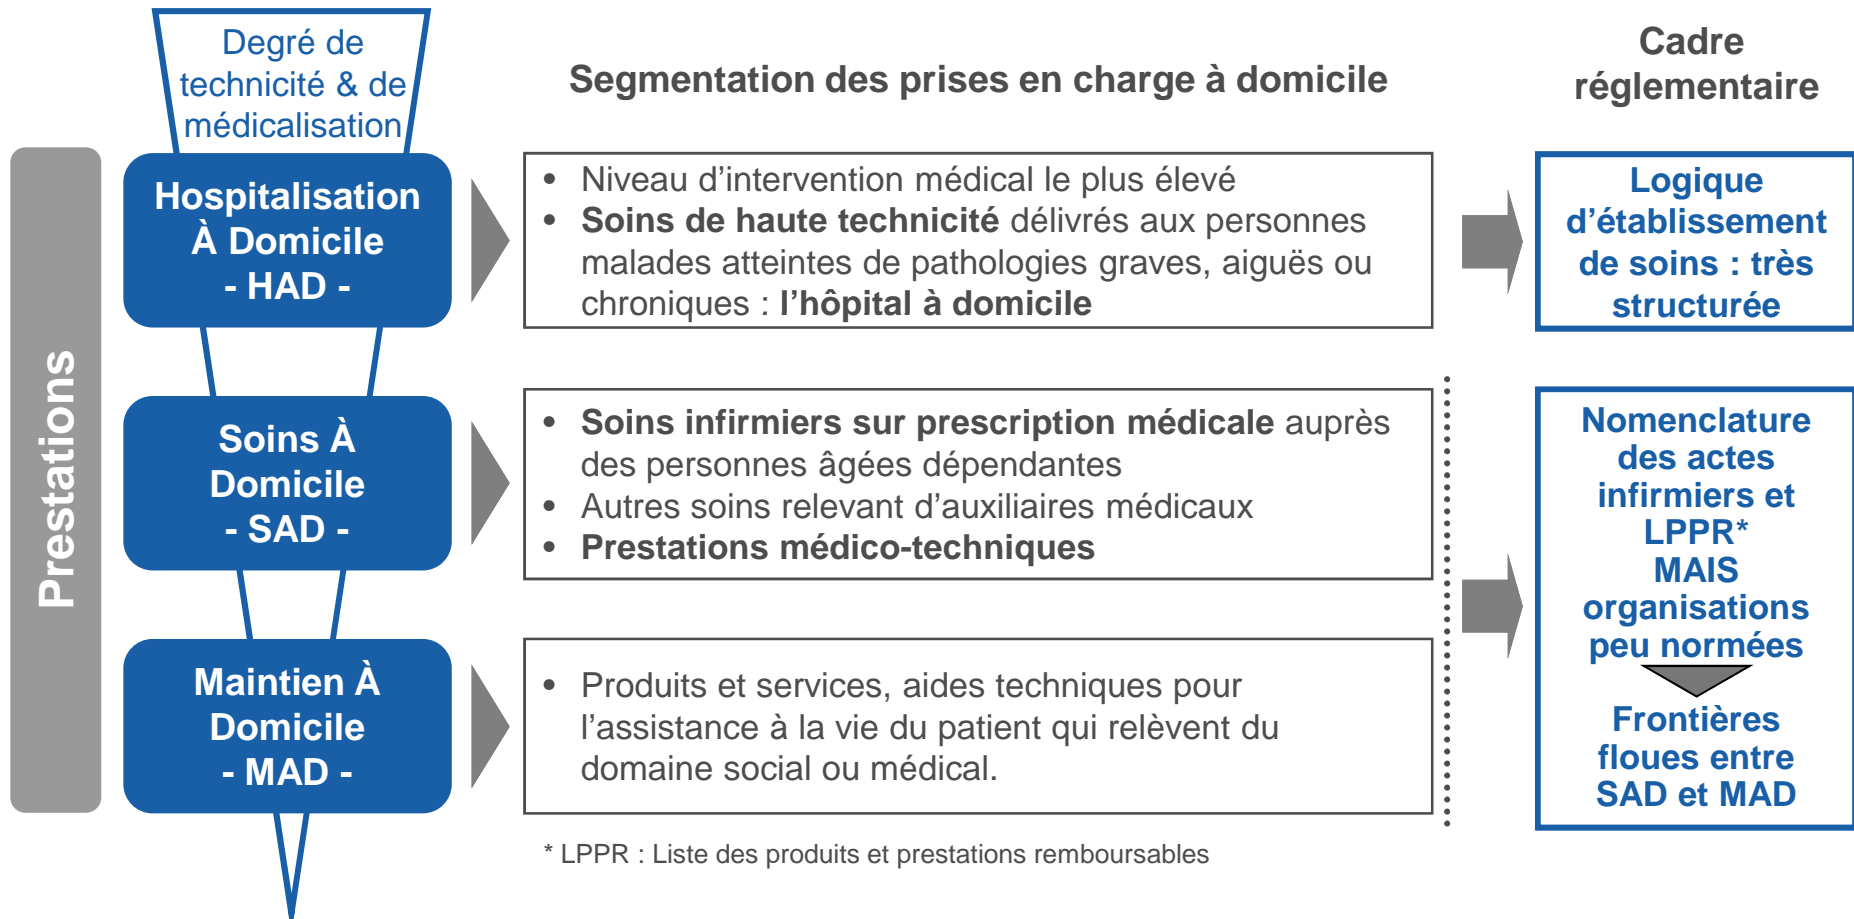 Degré de
technicité & de
médicalisation
Segmentation des prises en charge à domicile
Cadre
réglementaire
Prestations
Hospitalisation
À Domicile
- HAD -
• Niveau d’intervention médical le plus élevé
• Soins de haute technicité délivrés aux personnes
malades atteintes de pathologies graves, aiguës ou
chroniques : l’hôpital à domicile
Logique
d’établissement
de soins : très
structurée
Soins À
Domicile
- SAD -
• Soins infirmiers sur prescription médicale auprès
des personnes âgées dépendantes
• Autres soins relevant d’auxiliaires médicaux
• Prestations médico-techniques
Nomenclature
des actes
infirmiers et
LPPR*
MAIS
organisations
peu normées
Frontières
floues entre
SAD et MAD
Maintien À
Domicile
- MAD -
• Produits et services, aides techniques pour
l’assistance à la vie du patient qui relèvent du
domaine social ou médical.
* LPPR : Liste des produits et prestations remboursables